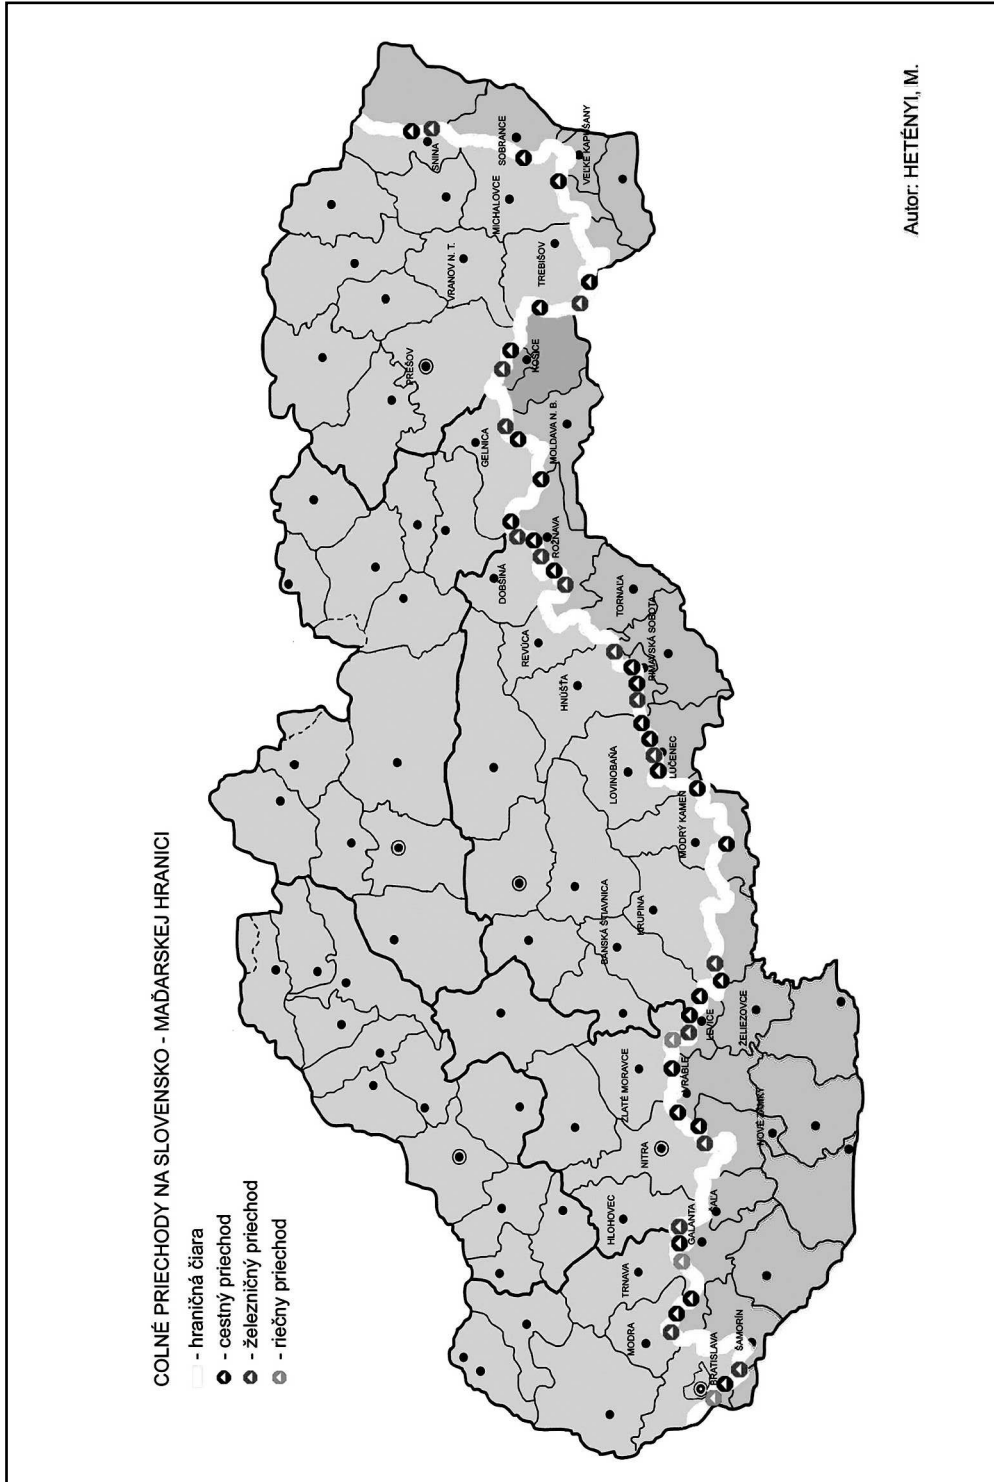 COLNÉ PRIECHODY NA SLOVENSKO - MAĎARSKEJ HRANICI
- hraničná čiara
- cestný priechod
- železničný priechod
- riečny priechod
SNINA
SOBRANCE
MICHALOVCE
VEĽKÉ KAPUŠANY
VRANOV N. T.
TREBIŠOV
PREŠOV
KOŠICE
GELNICA
MOLDAVA N. B.
ROŽŇAVA
DOBŠINÁ
REVÚCA
TORNAĽA
RIMAVSKÁ SOBOTA
HNÚŠŤA
LUČENEC
LOVINOBAŇA
MODRÝ KAMEŇ
KRUPINA
BANSKÁ ŠTIAVNICA
LEVICE
ŽELIEZOVCE
ZLATÉ MORAVCE
VRÁBLE
NITRA
NOVÉ ZÁMKY
HLOHOVEC
GALANTA
ŠAĽA
TRNAVA
MODRA
BRATISLAVA
ŠAMORÍN
Autor: HETÉNYI, M.